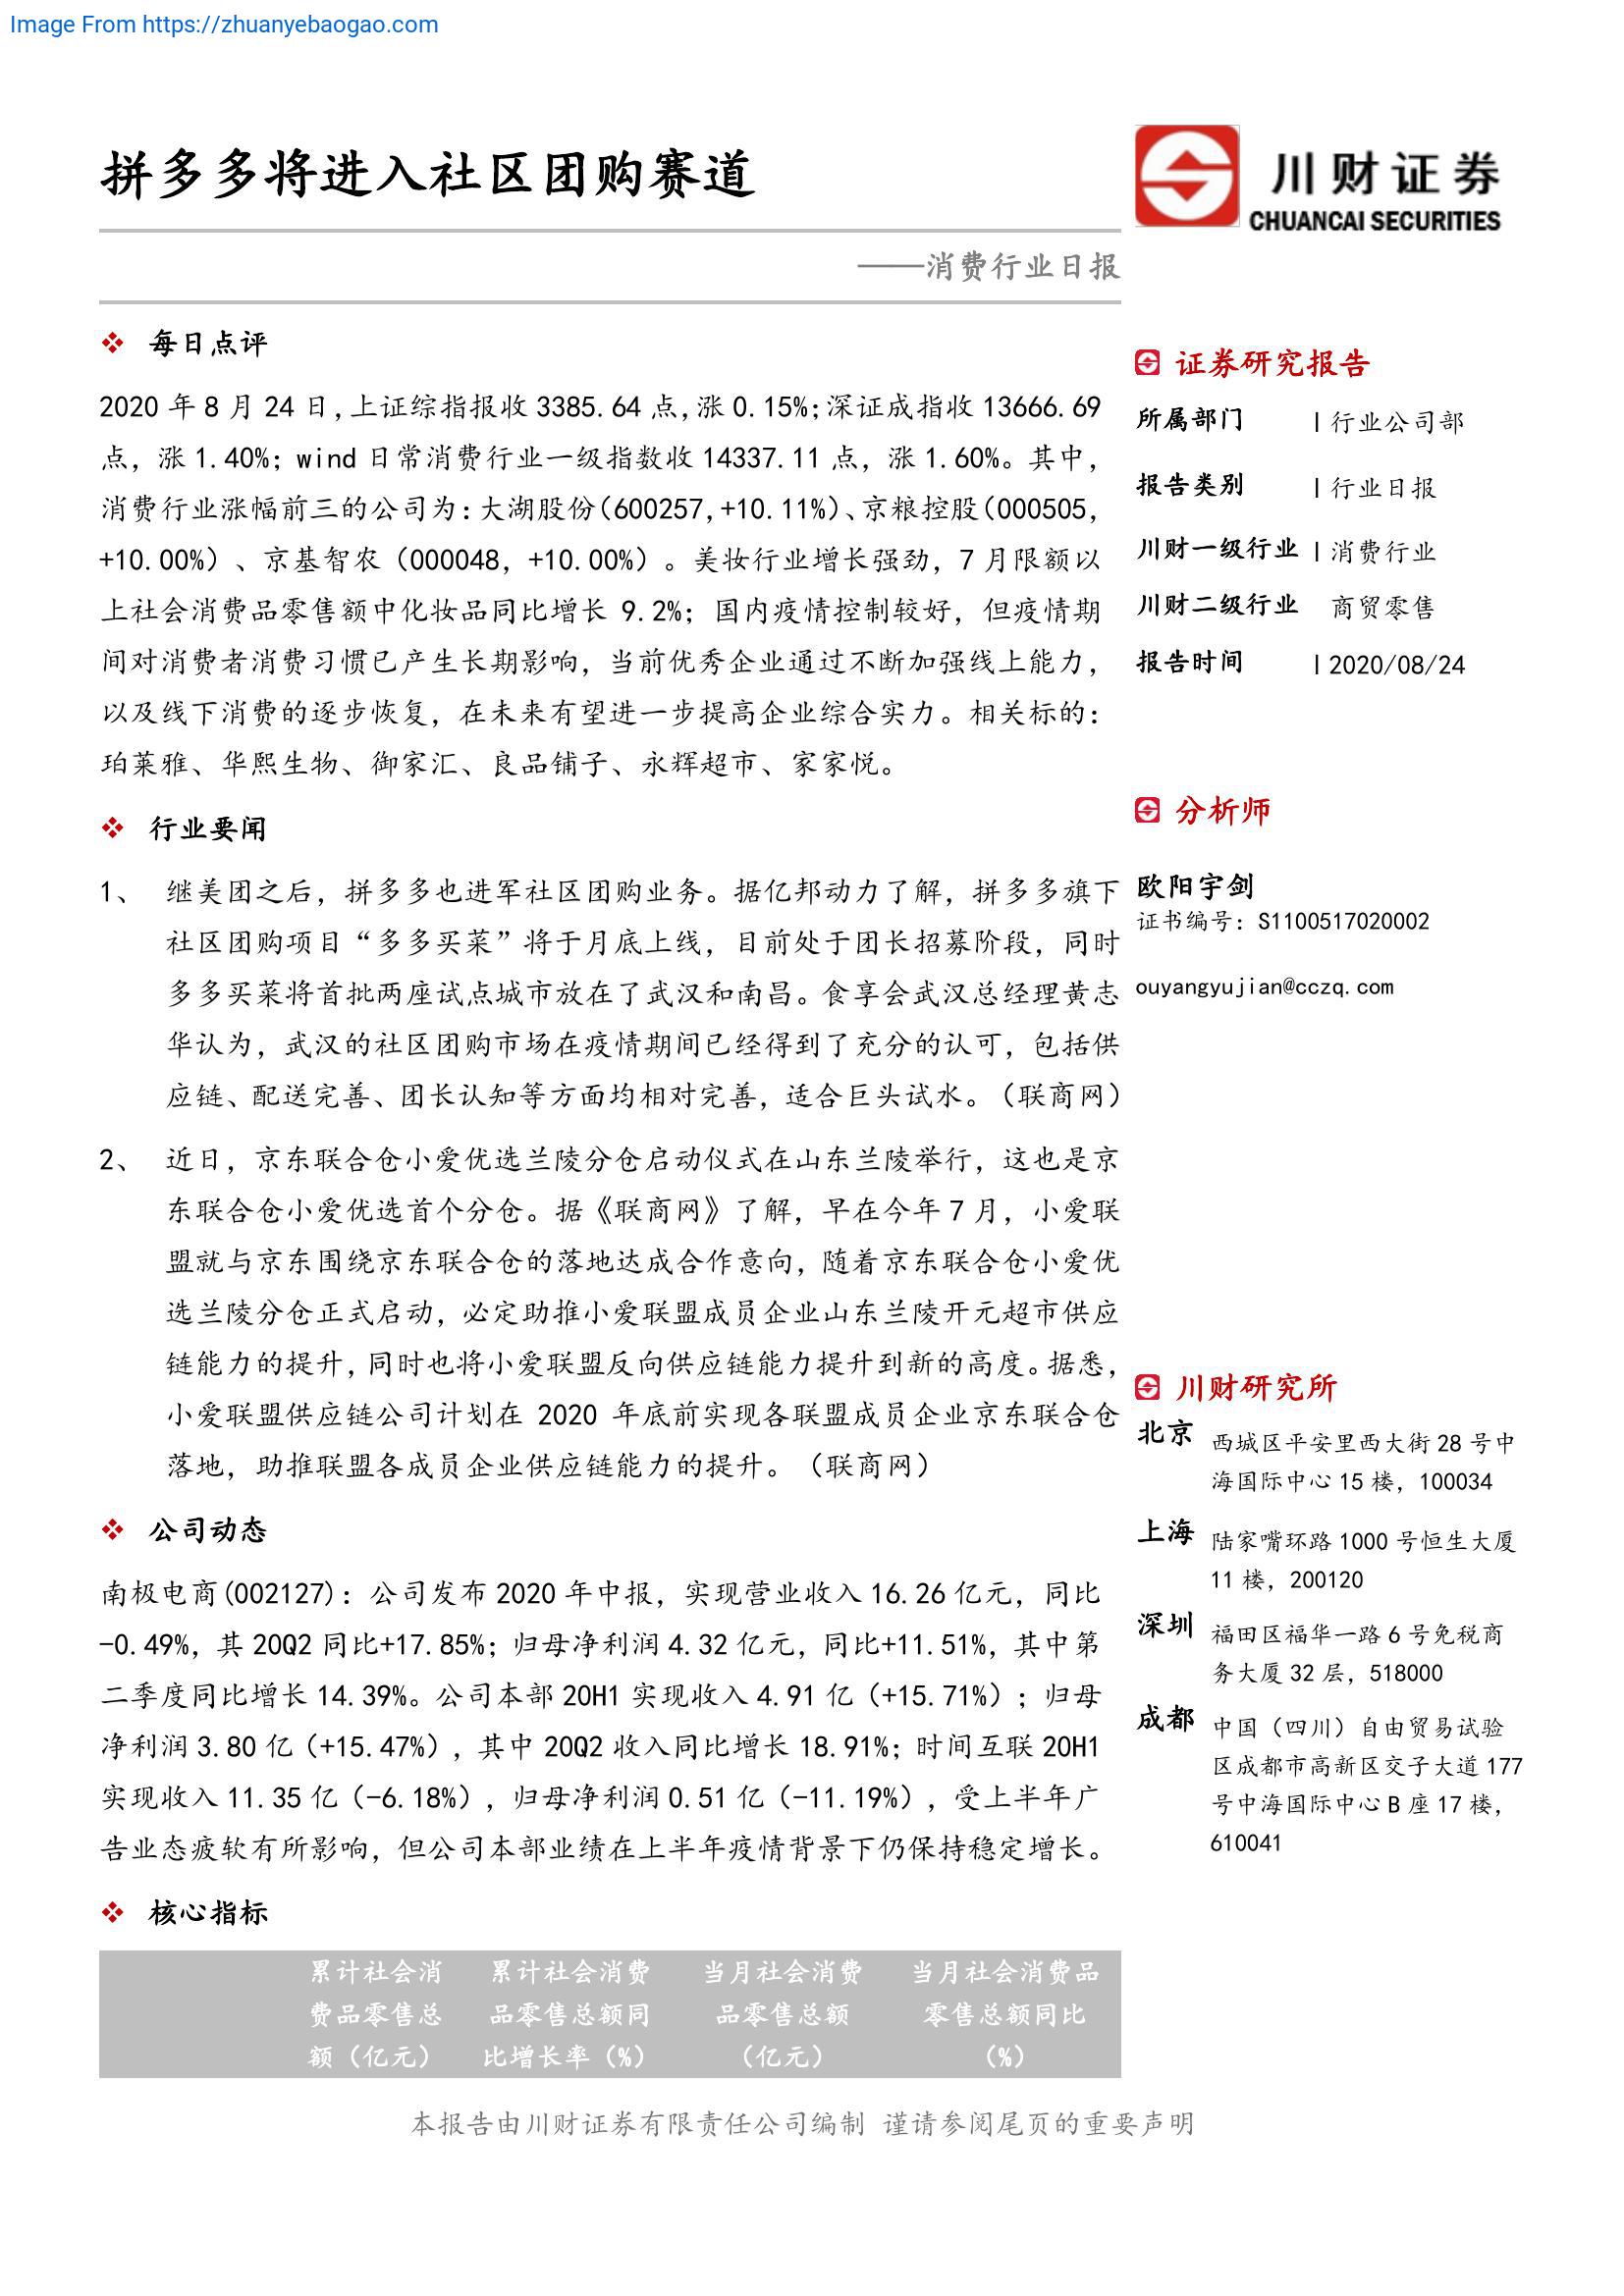 Image From https://zhuanyebaogao.com
拼多多将进入社区团购赛道
川财证券
CHUANCAI SECURITIES
——消费行业日报
每日点评
2020 年 8 月 24 日,上证综指报收 3385.64 点,涨 0.15%;深证成指收 13666.69
点，涨 1.40%；wind 日常消费行业一级指数收 14337.11 点，涨 1.60%。其中，
消费行业涨幅前三的公司为:大湖股份(600257,+10.11%)、京粮控股(000505,
+10.00%）、京基智农（000048，+10.00%）。美妆行业增长强劲，7 月限额以
上社会消费品零售额中化妆品同比增长 9.2%；国内疫情控制较好，但疫情期
间对消费者消费习惯已产生长期影响，当前优秀企业通过不断加强线上能力，
以及线下消费的逐步恢复，在未来有望进一步提高企业综合实力。相关标的：
珀莱雅、华熙生物、御家汇、良品铺子、永辉超市、家家悦。
行业要闻
1、 继美团之后，拼多多也进军社区团购业务。据亿邦动力了解，拼多多旗下
社区团购项目“多多买菜”将于月底上线，目前处于团长招募阶段，同时
多多买菜将首批两座试点城市放在了武汉和南昌。食享会武汉总经理黄志
华认为，武汉的社区团购市场在疫情期间已经得到了充分的认可，包括供
应链、配送完善、团长认知等方面均相对完善，适合巨头试水。（联商网）
2、 近日，京东联合仓小爱优选兰陵分仓启动仪式在山东兰陵举行，这也是京
东联合仓小爱优选首个分仓。据《联商网》了解，早在今年 7 月，小爱联
盟就与京东围绕京东联合仓的落地达成合作意向，随着京东联合仓小爱优
选兰陵分仓正式启动，必定助推小爱联盟成员企业山东兰陵开元超市供应
链能力的提升，同时也将小爱联盟反向供应链能力提升到新的高度。据悉，
小爱联盟供应链公司计划在 2020 年底前实现各联盟成员企业京东联合仓
落地，助推联盟各成员企业供应链能力的提升。（联商网）
公司动态
南极电商(002127)：公司发布 2020 年中报，实现营业收入 16.26 亿元，同比
-0.49%，其 20Q2 同比+17.85%；归母净利润 4.32 亿元，同比+11.51%，其中第
二季度同比增长 14.39%。公司本部 20H1 实现收入 4.91 亿（+15.71%）；归母
净利润 3.80 亿（+15.47%），其中 20Q2 收入同比增长 18.91%；时间互联 20H1
实现收入 11.35 亿（-6.18%），归母净利润 0.51 亿（-11.19%），受上半年广
告业态疲软有所影响，但公司本部业绩在上半年疫情背景下仍保持稳定增长。
核心指标
累计社会消 累计社会消费 当月社会消费 当月社会消费品
费品零售总 品零售总额同 品零售总额 零售总额同比
额（亿元） 比增长率（%） （亿元） （%）
证券研究报告
所属部门 | 行业公司部
报告类别 | 行业日报
川财一级行业 | 消费行业
川财二级行业 商贸零售
报告时间 | 2020/08/24
分析师
欧阳宇剑
证书编号：S1100517020002
ouyangyujian@cczq.com
川财研究所
北京 西城区平安里西大街 28 号中
海国际中心 15 楼，100034
上海 陆家嘴环路 1000 号恒生大厦
11 楼，200120
深圳 福田区福华一路 6 号免税商
务大厦 32 层，518000
成都 中国（四川）自由贸易试验
区成都市高新区交子大道 177
号中海国际中心 B 座 17 楼，
610041
本报告由川财证券有限责任公司编制 谨请参阅尾页的重要声明